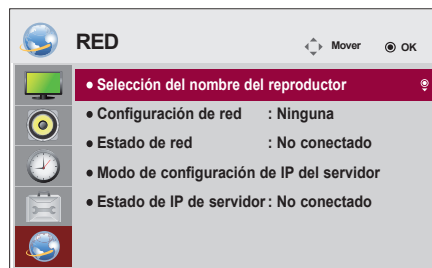 RED
Mover
OK
● Selección del nombre del reproductor
● Configuración de red : Ninguna
● Estado de red : No conectado
● Modo de configuración de IP del servidor
● Estado de IP de servidor : No conectado